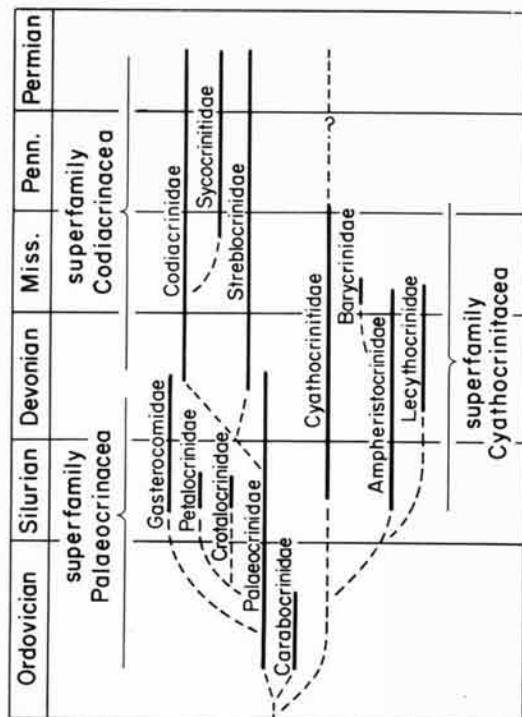 Ordovician
Silurian
Devonian
Miss.
Penn.
Permian
superfamily
Palaeocrinacea
superfamily
Codiacrinacea
Gasterocomidae
Petalocrinidae
Crotalocrinidae
Palaeocrinidae
Carabocrinidae
Codiacrinidae
Sycocrinitidae
Streblocrinidae
Cyathocrinitidae
?
Barycrinidae
Ampheristocrinidae
Lecythocrinidae
superfamily
Cyathocrinitacea